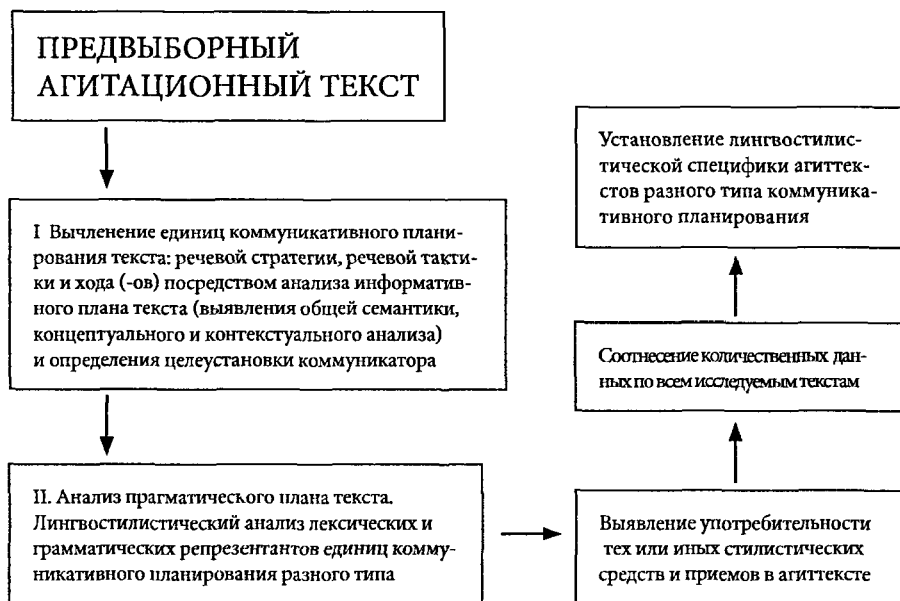 ПРЕДВЫБОРНЫЙ
АГИТАЦИОННЫЙ ТЕКСТ
I Вычленение единиц коммуникативного плани-
рования текста: речевой стратегии, речевой такти-
ки и хода (-ов) посредством анализа информатив-
ного плана текста (выявления общей семантики,
концептуального и контекстуального анализа)
и определения целеустановки коммуникатора
II. Анализ прагматического плана текста.
Лингвостилистический анализ лексических и
грамматических репрезентантов единиц комму-
никативного планирования разного типа
Выявление употребительности
тех или иных стилистических
средств и приемов в агиттексте
Соотнесение количественных дан-
ных по всем исследуемым текстам
Установление лингвостилис-
тической специфики агиттек-
стов разного типа коммуника-
тивного планирования